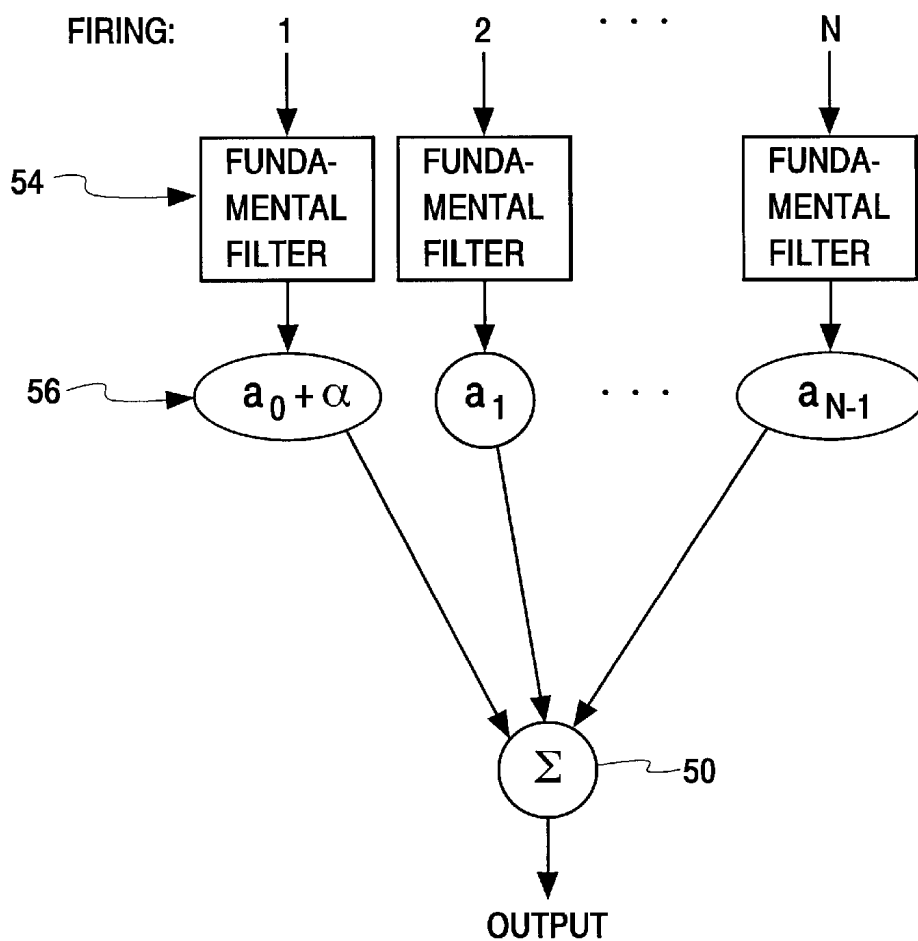 FIRING: 1 2 . . . N
FUNDA-
MENTAL
FILTER
FUNDA-
MENTAL
FILTER
FUNDA-
MENTAL
FILTER
54
56
a₀ + α
a₁
. . .
a_N-1
Σ
50
OUTPUT